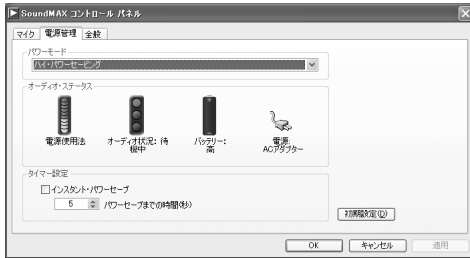 SoundMAX コントロール パネル
マイク 電源管理 全般
パワーモード
ハイ・パワーセービング
オーディオ・ステータス
電源使用法
オーディオ状況: 待
機中
バッテリー:
高
電源:
ACアダプター
タイマー設定
インスタント・パワーセーブ
5 パワーセーブまでの時間(秒)
初期設定(D)
OK キャンセル 適用